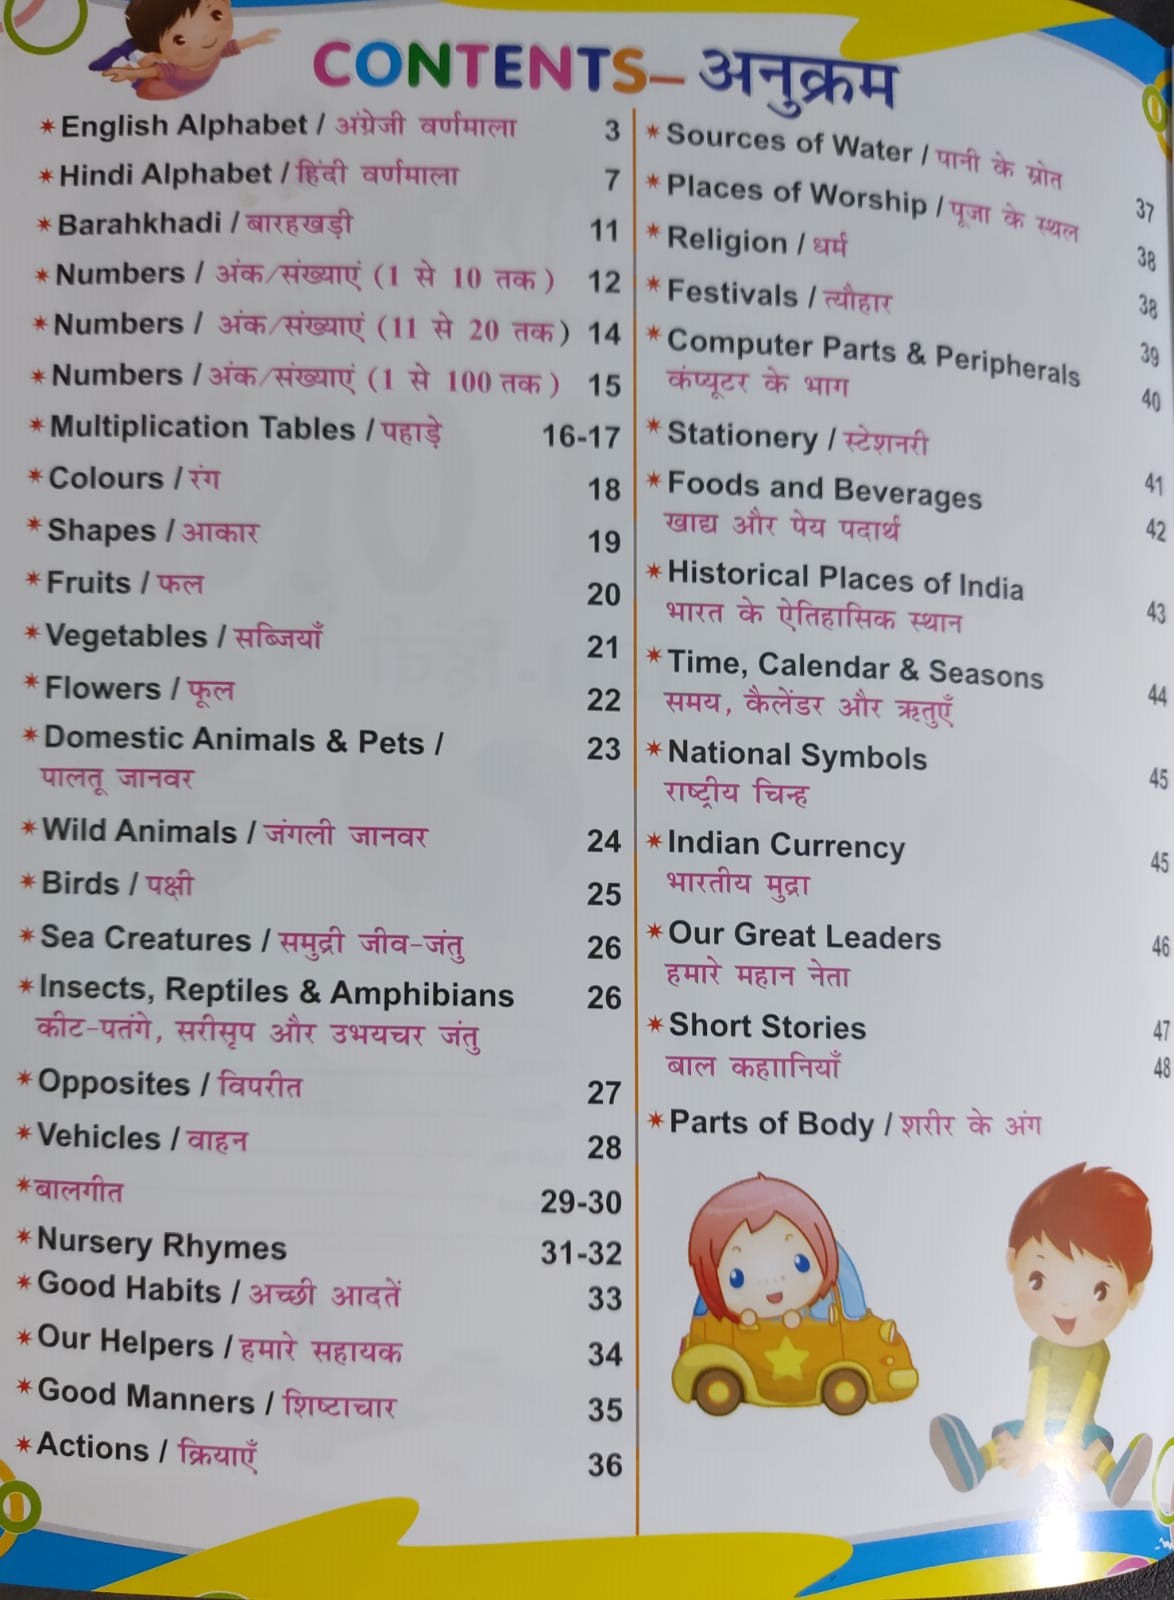 CONTENTS– अनुक्रम
English Alphabet / अंग्रेजी वर्णमाला 3
Hindi Alphabet / हिंदी वर्णमाला 7
Barahkhadi / बारहखड़ी 11
Numbers / अंक/संख्याएं (1 से 10 तक) 12
Numbers / अंक/संख्याएं (11 से 20 तक) 14
Numbers / अंक/संख्याएं (1 से 100 तक) 15
Multiplication Tables / पहाड़े 16-17
Colours / रंग 18
Shapes / आकार 19
Fruits / फल 20
Vegetables / सब्जियाँ 21
Flowers / फूल 22
Domestic Animals & Pets / 23
पालतू जानवर
Wild Animals / जंगली जानवर 24
Birds / पक्षी 25
Sea Creatures / समुद्री जीव-जंतु 26
Insects, Reptiles & Amphibians 26
कीट-पतंगे, सरीसृप और उभयचर जंतु
Opposites / विपरीत 27
Vehicles / वाहन 28
बालगीत 29-30
Nursery Rhymes 31-32
Good Habits / अच्छी आदतें 33
Our Helpers / हमारे सहायक 34
Good Manners / शिष्टाचार 35
Actions / क्रियाएँ 36
Sources of Water / पानी के स्रोत 37
Places of Worship / पूजा के स्थल 38
Religion / धर्म 38
Festivals / त्यौहार 39
Computer Parts & Peripherals 40
कंप्यूटर के भाग
Stationery / स्टेशनरी 41
Foods and Beverages 42
खाद्य और पेय पदार्थ
Historical Places of India 43
भारत के ऐतिहासिक स्थान
Time, Calendar & Seasons 44
समय, कैलेंडर और ऋतुएँ
National Symbols 45
राष्ट्रीय चिन्ह
Indian Currency 45
भारतीय मुद्रा
Our Great Leaders 46
हमारे महान नेता
Short Stories 47
बाल कहाानियाँ
Parts of Body / शरीर के अंग 48